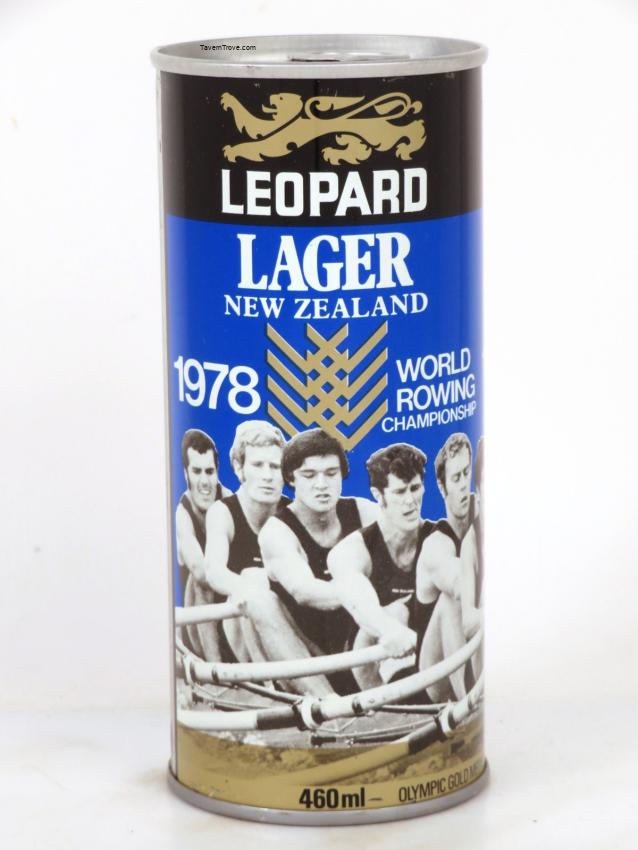 TavernTrove.com
LEOPARD
LAGER
NEW ZEALAND
1978
WORLD
ROWING
CHAMPIONSHIP
460ml
OLYMPIC GOLD